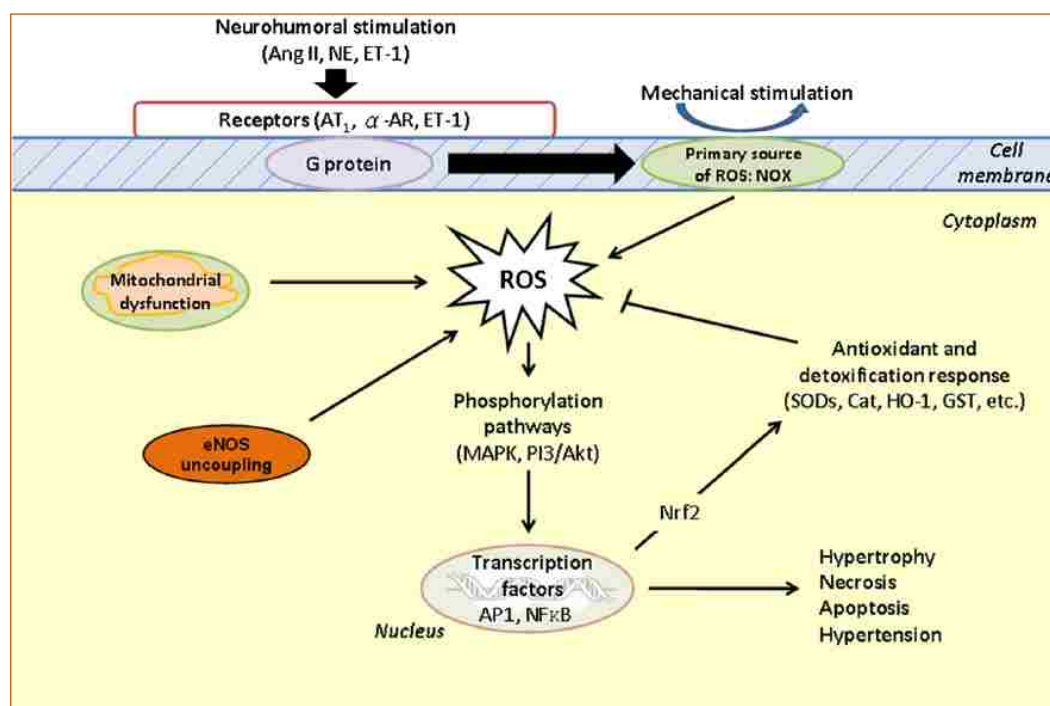 Neurohumoral stimulation
(Ang II, NE, ET-1)
Mechanical stimulation
Receptors (AT₁, α-AR, ET-1)
G protein
Primary source
of ROS: NOX
Cell
membrane
Cytoplasm
Mitochondrial
dysfunction
ROS
Antioxidant and
detoxification response
(SODs, Cat, HO-1, GST, etc.)
Phosphorylation
pathways
(MAPK, PI3/Akt)
eNOS
uncoupling
Nrf2
Transcription
factors
AP1, NFκB
Nucleus
Hypertrophy
Necrosis
Apoptosis
Hypertension